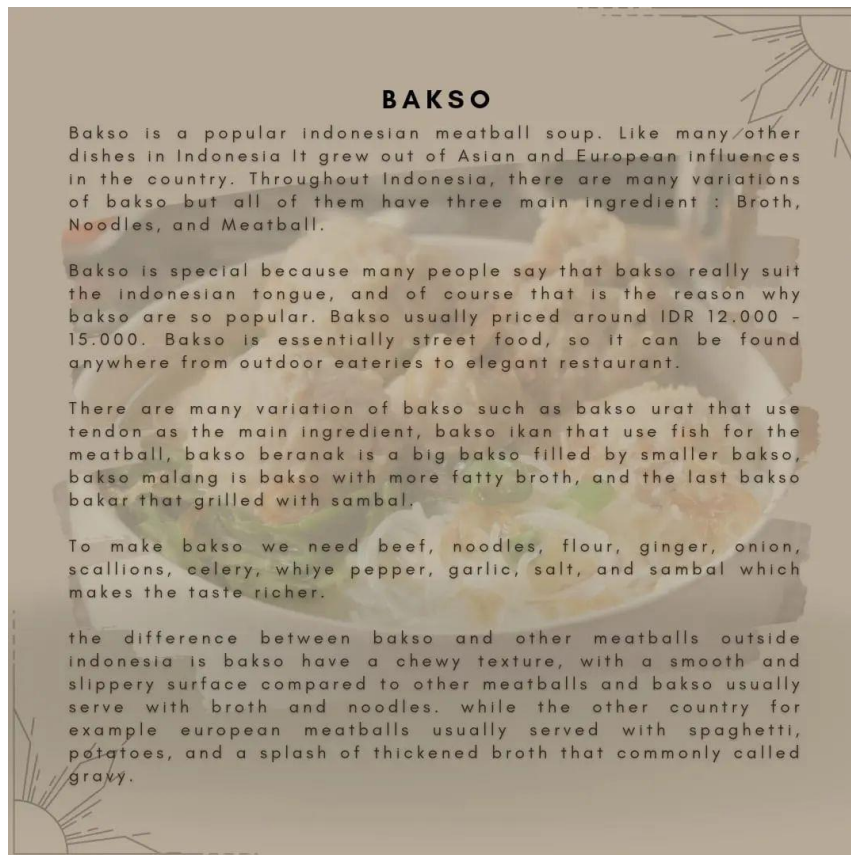 BAKSO
Bakso is a popular indonesian meatball soup. Like many other
dishes in Indonesia It grew out of Asian and European influences
in the country. Throughout Indonesia, there are many variations
of bakso but all of them have three main ingredient : Broth,
Noodles, and Meatball.
Bakso is special because many people say that bakso really suit
the indonesian tongue, and of course that is the reason why
bakso are so popular. Bakso usually priced around IDR 12.000 -
15.000. Bakso is essentially street food, so it can be found
anywhere from outdoor eateries to elegant restaurant.
There are many variation of bakso such as bakso urat that use
tendon as the main ingredient, bakso ikan that use fish for the
meatball, bakso beranak is a big bakso filled by smaller bakso,
bakso malang is bakso with more fatty broth, and the last bakso
bakar that grilled with sambal.
To make bakso we need beef, noodles, flour, ginger, onion,
scallions, celery, whiye pepper, garlic, salt, and sambal which
makes the taste richer.
the difference between bakso and other meatballs outside
indonesia is bakso have a chewy texture, with a smooth and
slippery surface compared to other meatballs and bakso usually
serve with broth and noodles. while the other country for
example european meatballs usually served with spaghetti,
potatoes, and a splash of thickened broth that commonly called
gravy.